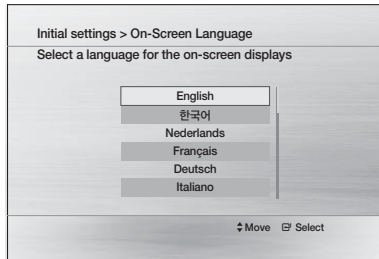 Initial settings > On-Screen Language
Select a language for the on-screen displays
English
한국어
Nederlands
Français
Deutsch
Italiano
Move Select